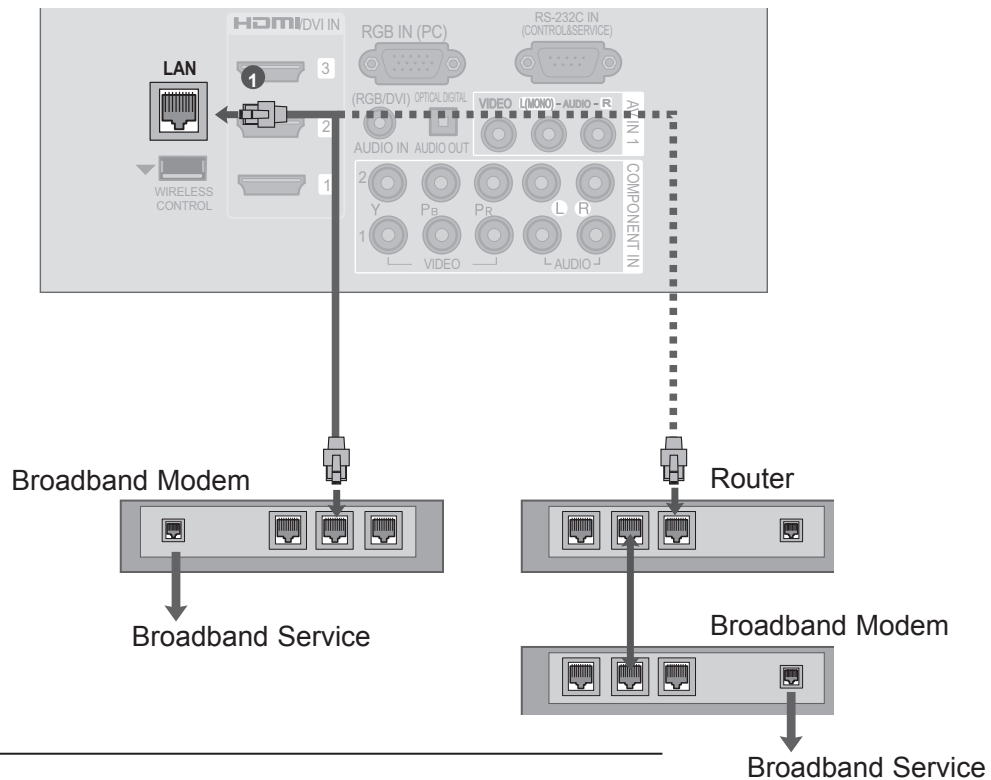 HDMI/DVI IN
RGB IN (PC)
RS-232C IN
(CONTROL&SERVICE)
LAN
1
3
(RGB/DVI)
OPTICAL DIGITAL
VIDEO
L(MONO) - AUDIO - R
AV IN 1
2
AUDIO IN
AUDIO OUT
WIRELESS
CONTROL
1
2
Y
PB
PR
L
R
1
VIDEO
AUDIO
COMPONENT IN
Broadband Modem
Router
Broadband Service
Broadband Modem
Broadband Service